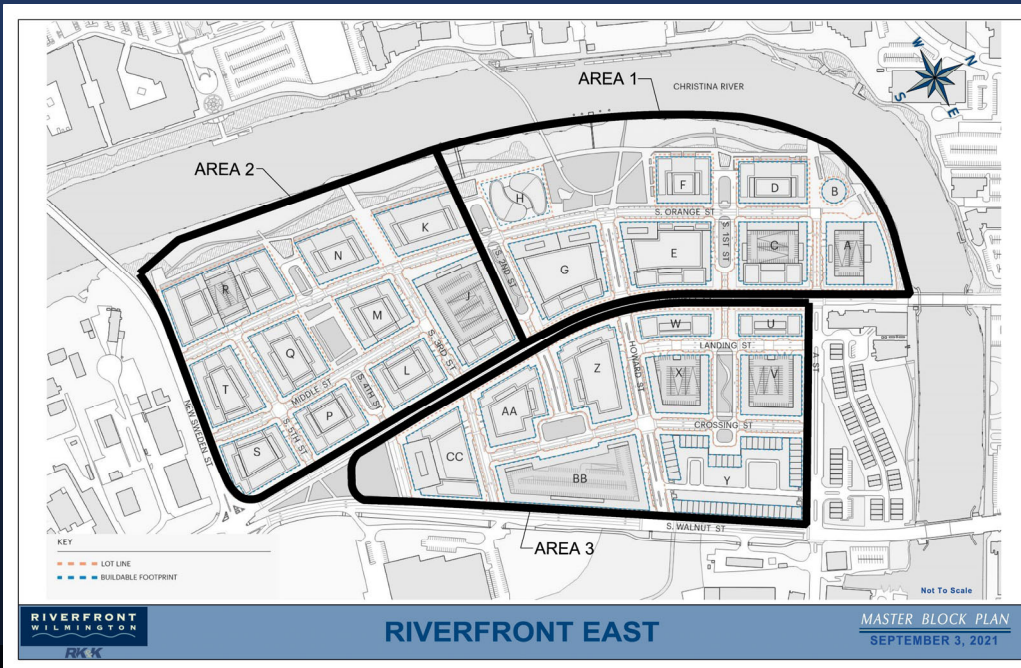 AREA 1
CHRISTINA RIVER
W
N
S
E
AREA 2
F
D
B
H
S. ORANGE ST
K
N
S. 2ND ST
G
E
S. 1ST ST
C
A
R
J
M
W
U
HOWARD ST
LANDING ST
A ST
Q
S. 3RD ST
L
Z
X
V
T
MIDDLE ST
S. 4TH ST
P
AA
CROSSING ST
NEW SWEDEN ST
S. 5TH ST
S
CC
BB
Y
S. WALNUT ST
AREA 3
KEY
LOT LINE
BUILDABLE FOOTPRINT
Not To Scale
RIVERFRONT
WILMINGTON
RK&K
RIVERFRONT EAST
MASTER BLOCK PLAN
SEPTEMBER 3, 2021